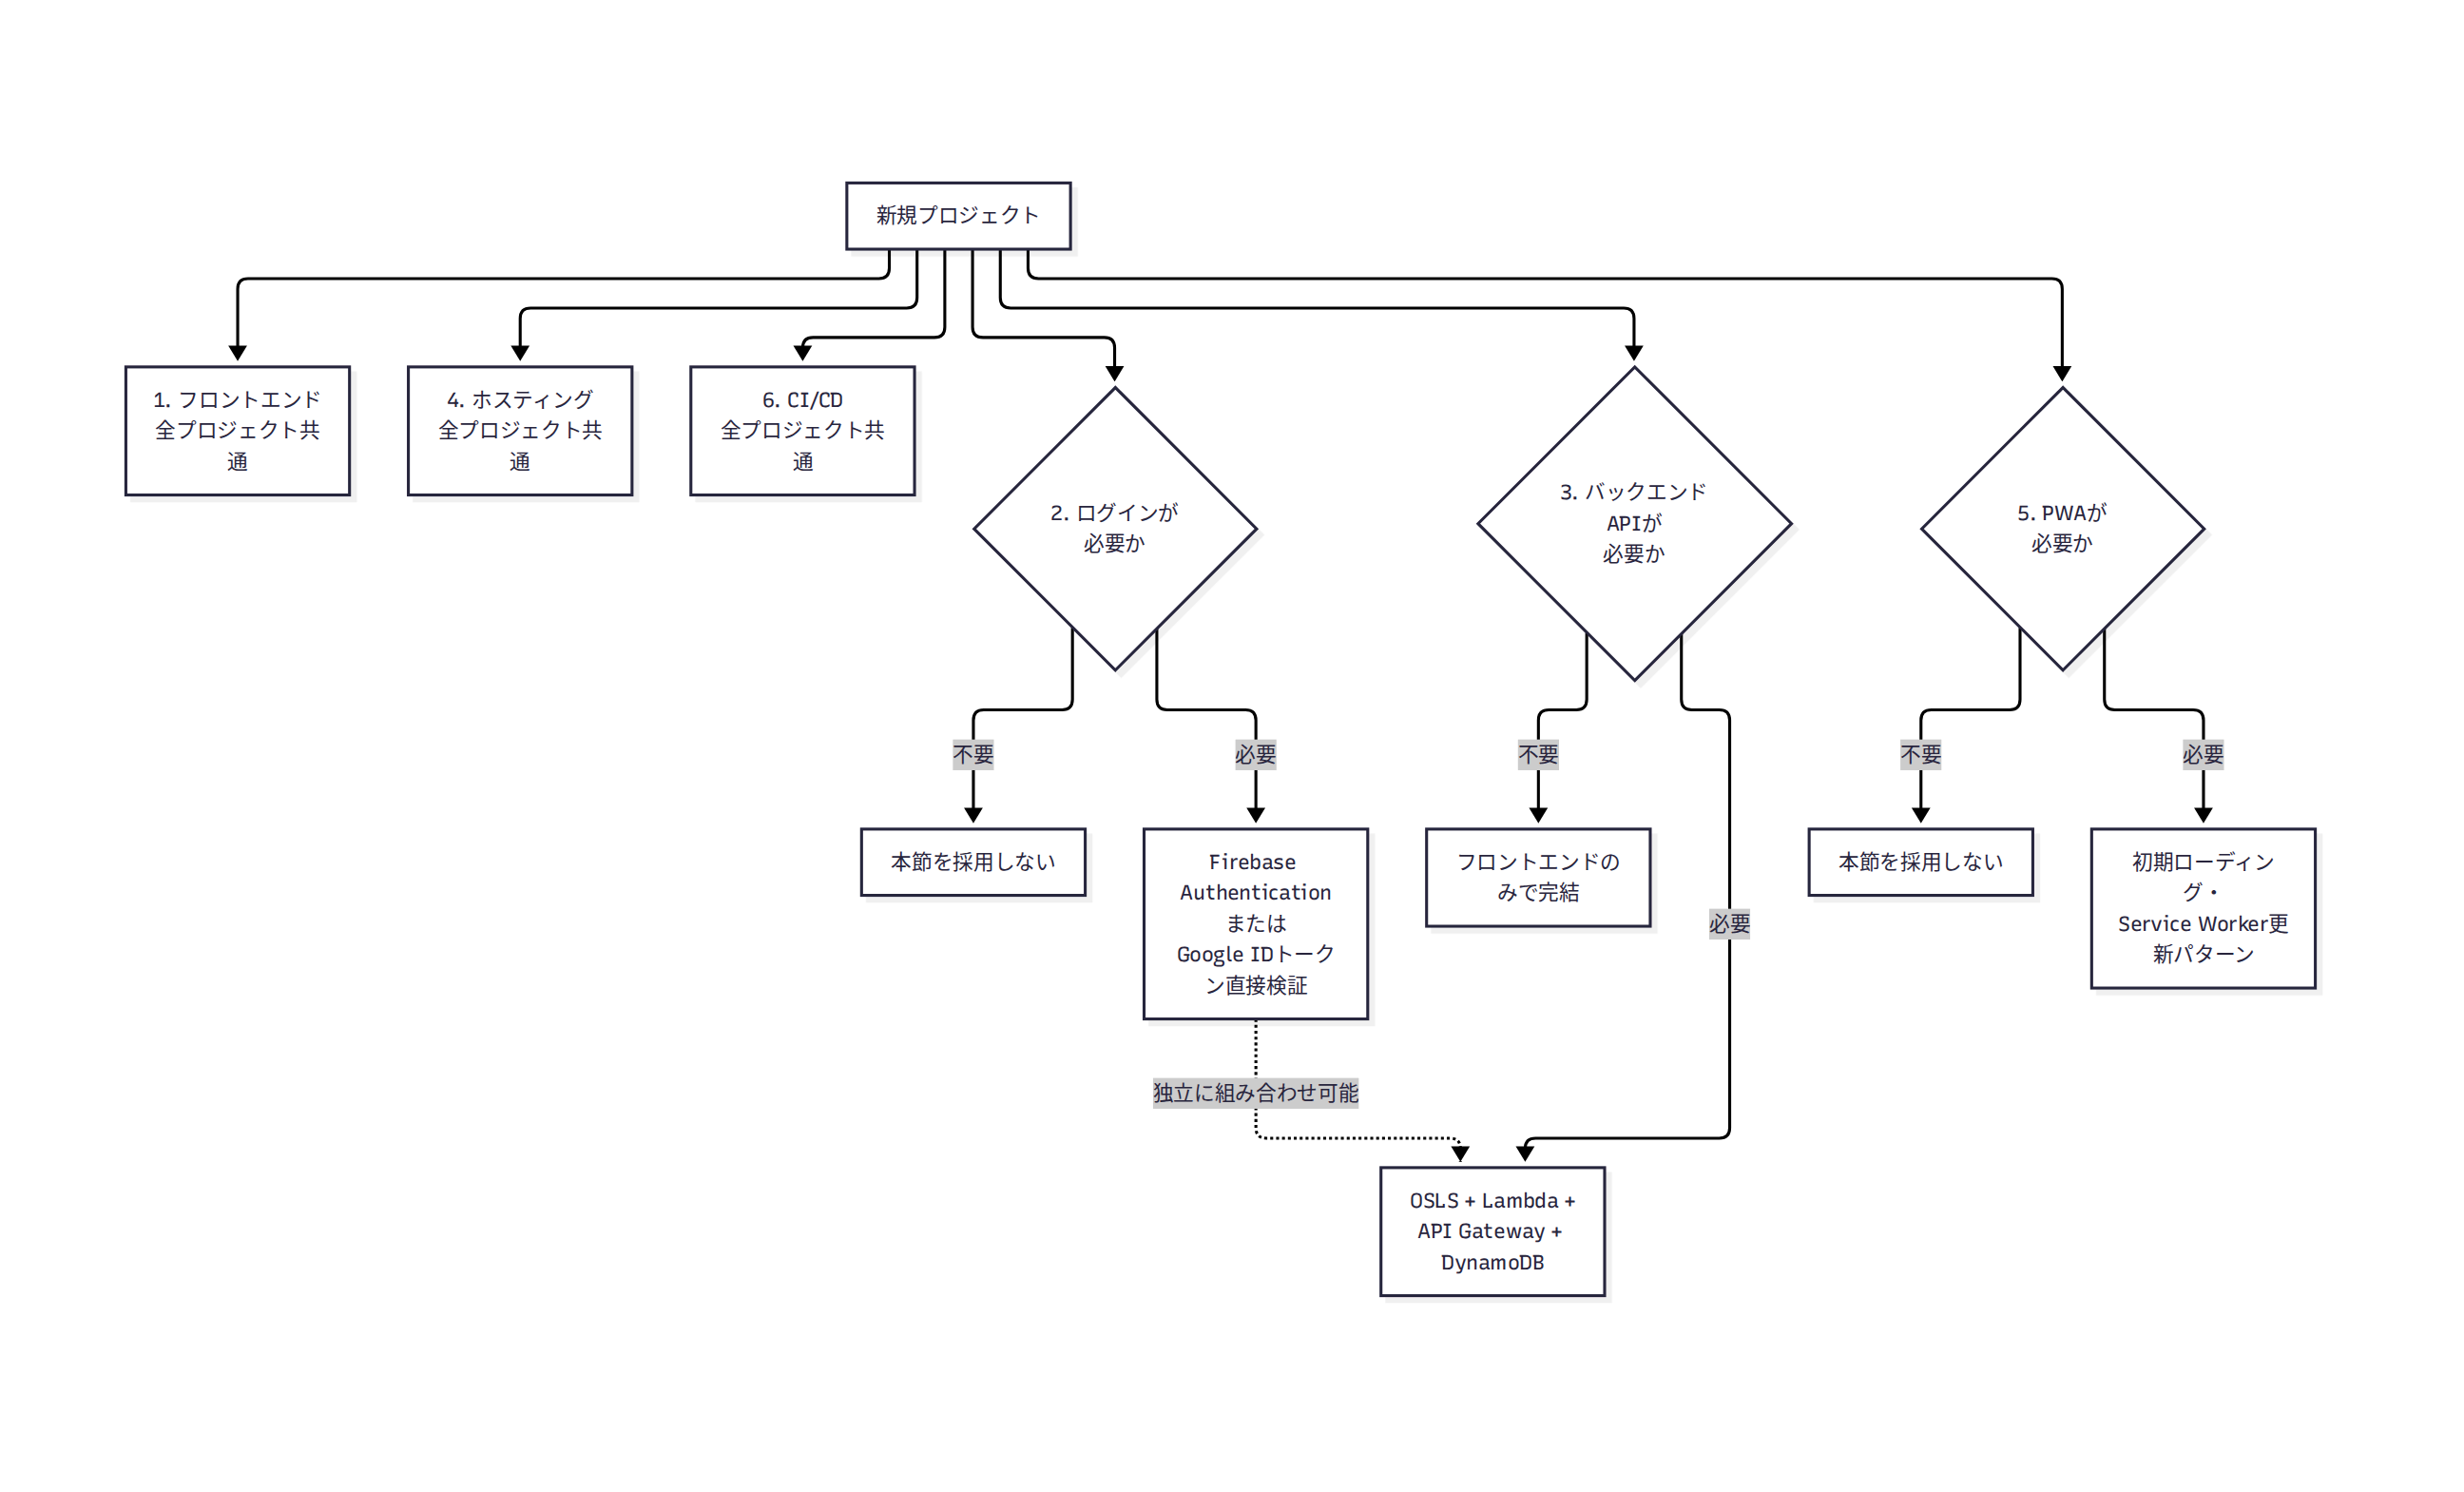 新規プロジェクト
1. フロントエンド
全プロジェクト共
通
4. ホスティング
全プロジェクト共
通
6. CI/CD
全プロジェクト共
通
2. ログインが
必要か
3. バックエンド
APIが
必要か
5. PWAが
必要か
不要
必要
不要
必要
不要
必要
本節を採用しない
Firebase
Authentication
または
Google IDトーク
ン直接検証
フロントエンドの
みで完結
本節を採用しない
初期ローディン
グ・
Service Worker更
新パターン
独立に組み合わせ可能
OSLS + Lambda +
API Gateway +
DynamoDB